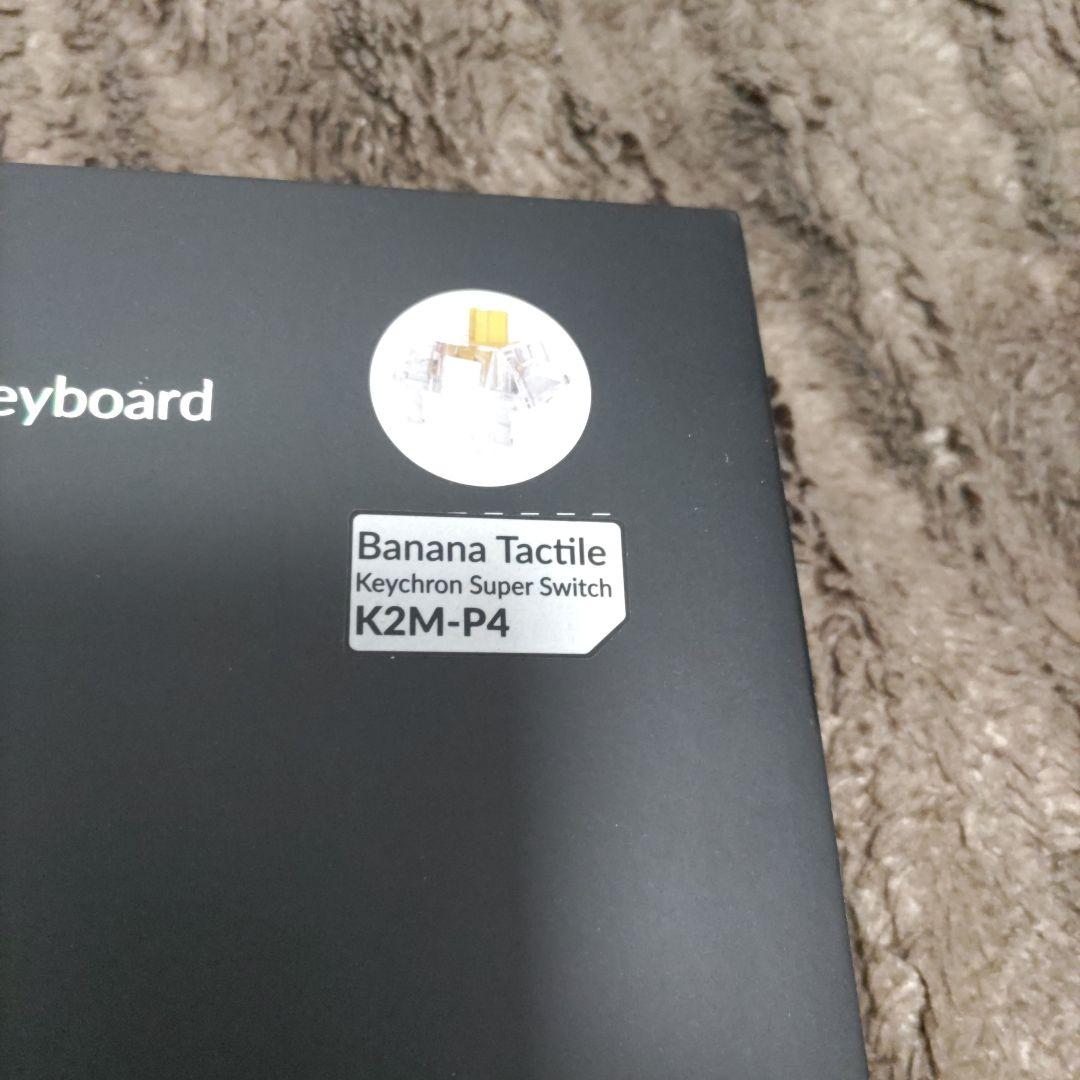 eyboard
Banana Tactile
Keychron Super Switch
K2M-P4